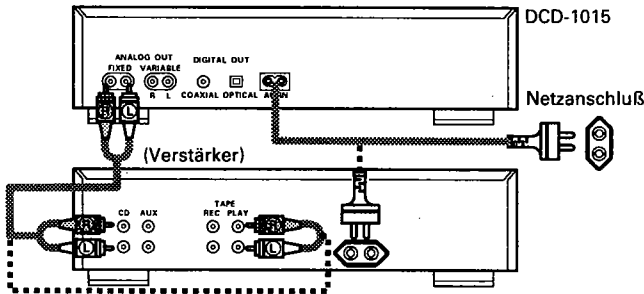 DCD-1015
ANALOG OUT
FIXED VARIABLE
DIGITAL OUT
R L
COAXIAL OPTICAL
AC IN
Netzanschluß
R L
(Verstärker)
TAPE
CD AUX REC PLAY
R R
L L